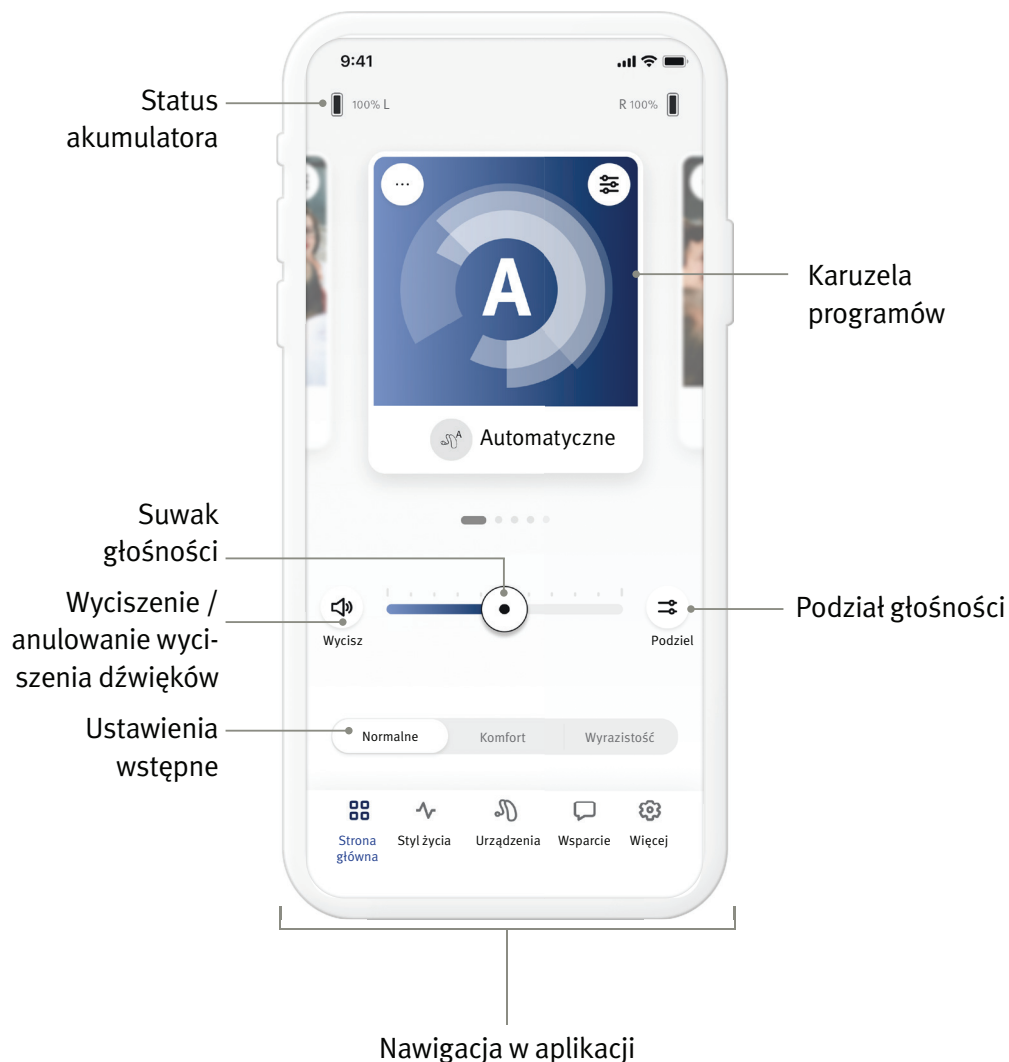 9:41
Status
akumulatora
100% L
R 100%
...
A
Karuzela
programów
A
Automatyczne
Suwak
głośności
Wyciszenie /
anulowanie wyci-
szenia dźwięków
Wycisz
Podziel
Podział głośności
Ustawienia
wstępne
Normalne Komfort Wyrazistość
Strona
główna
Styl życia
Urządzenia
Wsparcie
Więcej
Nawigacja w aplikacji